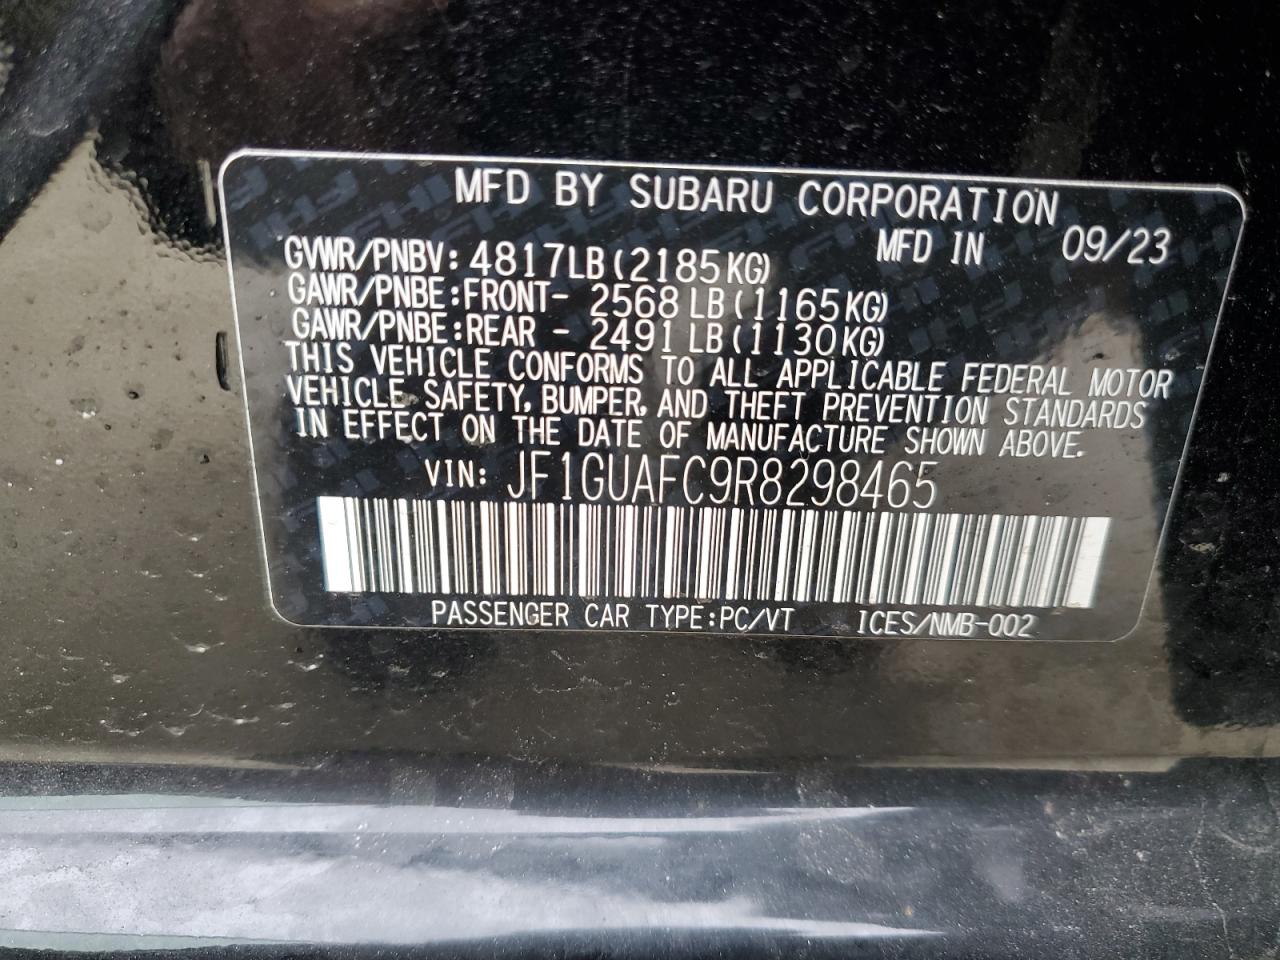 MFD BY SUBARU CORPORATION
MFD IN 09/23
GVWR/PNBV: 4817LB(2185KG)
GAWR/PNBE:FRONT- 2568LB(1165KG)
GAWR/PNBE:REAR - 2491LB(1130KG)
THIS VEHICLE CONFORMS TO ALL APPLICABLE FEDERAL MOTOR
VEHICLE SAFETY, BUMPER, AND THEFT PREVENTION STANDARDS
IN EFFECT ON THE DATE OF MANUFACTURE SHOWN ABOVE.
VIN: JF1GUAFC9R8298465
PASSENGER CAR TYPE:PC/VT ICES/NMB-002